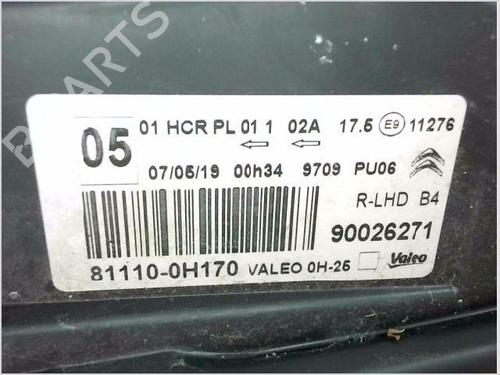 B PARTS
05
01 HCR PL 01 1 02A 17.5 E9 11276
07/05/19 00h34 9709 PU06
R-LHD B4
90026271
81110-0H170 VALEO 0H-26 Valeo